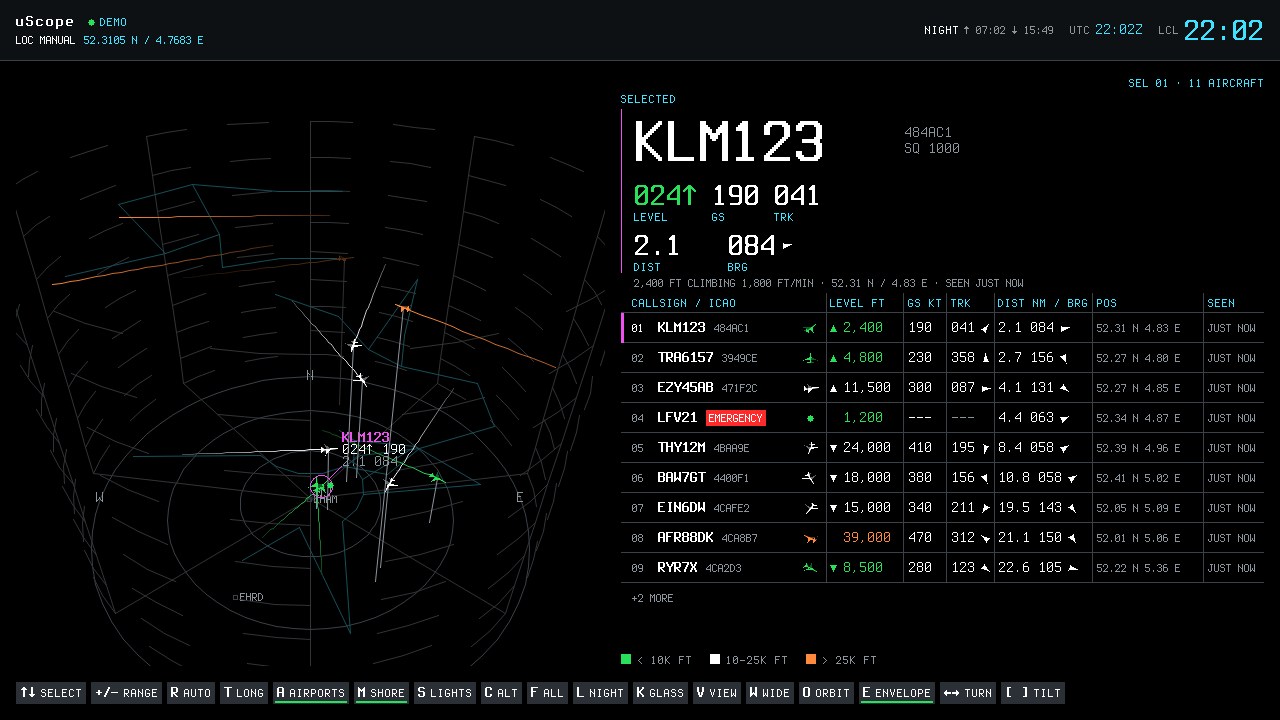 uScope DEMO
LOC MANUAL 52.3105 N / 4.7683 E
NIGHT ↑ 07:02 ↓ 15:49 UTC 22:02Z LCL 22:02
SEL 01 · 11 AIRCRAFT
SELECTED
KLM123
484AC1
SQ 1000
024↑ 190 041
LEVEL GS TRK
2.1 084
DIST BRG
2,400 FT CLIMBING 1,800 FT/MIN · 52.31 N / 4.83 E · SEEN JUST NOW
CALLSIGN / ICAO LEVEL FT GS KT TRK DIST NM / BRG POS SEEN
01 KLM123 484AC1 ▲ 2,400 190 041 2.1 084 52.31 N 4.83 E JUST NOW
02 TRA6157 3949CE ▲ 4,800 230 358 2.7 156 52.27 N 4.80 E JUST NOW
03 EZY45AB 471F2C ▲ 11,500 300 087 4.1 131 52.27 N 4.85 E JUST NOW
04 LFV21 EMERGENCY 1,200 --- --- 4.4 063 52.34 N 4.87 E JUST NOW
05 THY12M 4BAA9E ▼ 24,000 410 195 8.4 058 52.39 N 4.96 E JUST NOW
06 BAW7GT 4400F1 ▼ 18,000 380 156 10.8 058 52.41 N 5.02 E JUST NOW
07 EIN6DW 4CAFE2 ▼ 15,000 340 211 19.5 143 52.05 N 5.09 E JUST NOW
08 AFR88DK 4CA8B7 39,000 470 312 21.1 150 52.01 N 5.06 E JUST NOW
09 RYR7X 4CA2D3 ▼ 8,500 280 123 22.6 105 52.22 N 5.36 E JUST NOW
+2 MORE
< 10K FT 10-25K FT > 25K FT
N
W
E
KLM123
024↑ 190
2.1 084
EHAM
EHRD
↑↓ SELECT +/- RANGE R AUTO T LONG A AIRPORTS M SHORE S LIGHTS C ALT F ALL L NIGHT K GLASS V VIEW W WIDE O ORBIT E ENVELOPE ←→ TURN [ ] TILT